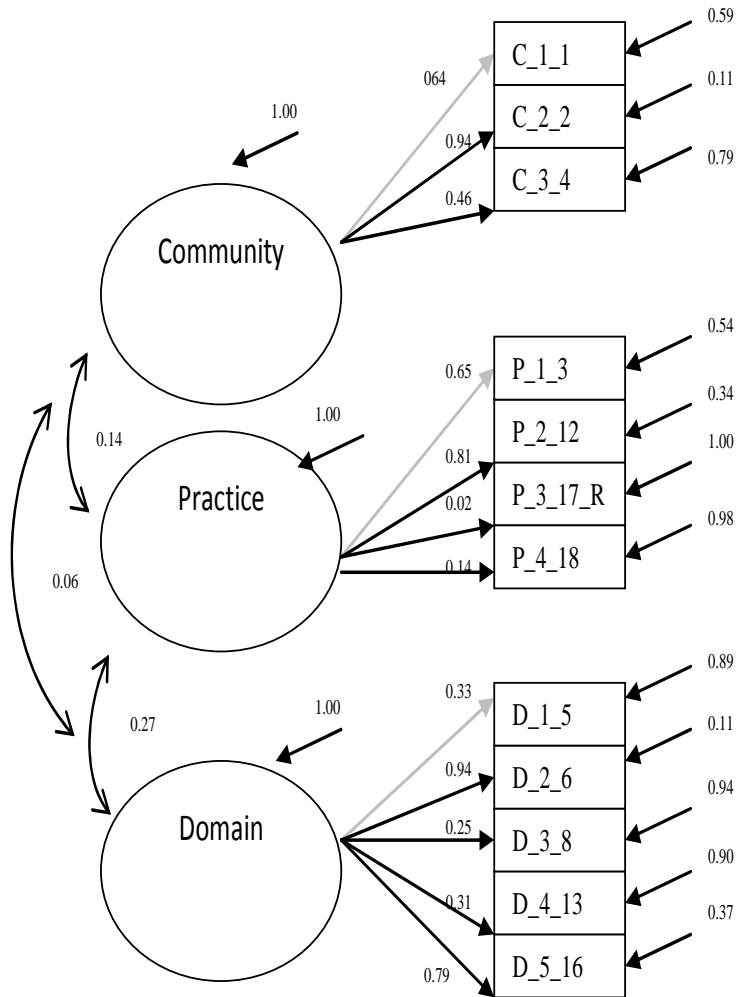 0.59
C_1_1
064
0.11
1.00
C_2_2
0.94
0.79
C_3_4
0.46
Community
0.54
P_1_3
0.65
0.34
1.00
P_2_12
0.14
1.00
0.81
Practice
P_3_17_R
0.02
0.98
P_4_18
0.14
0.06
0.89
0.33
D_1_5
1.00
0.27
0.11
0.94
D_2_6
0.94
Domain
0.25
D_3_8
0.90
0.31
D_4_13
0.37
0.79
D_5_16